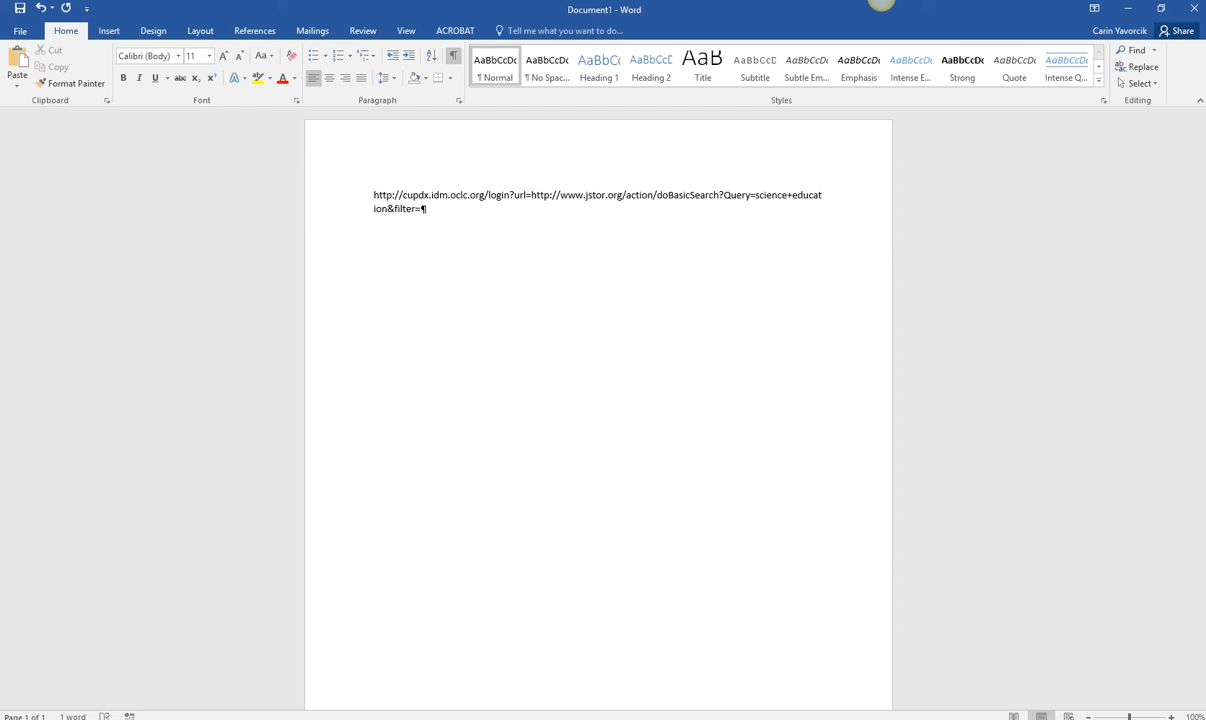 Document1 - Word
File Home Insert Design Layout References Mailings Review View ACROBAT Tell me what you want to do... Carin Yavorcik Share
Paste Cut Copy Format Painter
Calibri (Body) 11 Aa
B I U abc X₂ X² A A
AaBbCcDc AaBbCcDc AaBbCc AaBbCcD AaB AaBbCcD AaBbCcDc AaBbCcDc AaBbCcDc AaBbCcDc AaBbCcDc AaBbCcDc
¶ Normal ¶ No Spac... Heading 1 Heading 2 Title Subtitle Subtle Em... Emphasis Intense E... Strong Quote Intense Q...
Find Replace Select
Clipboard Font Paragraph Styles Editing
http://cupdx.idm.oclc.org/login?url=http://www.jstor.org/action/doBasicSearch?Query=science+educat
ion&filter=¶
Page 1 of 1 1 word 100%